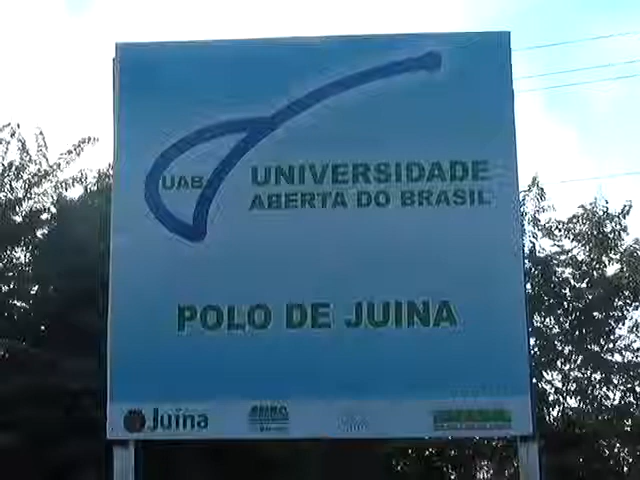 UAB
UNIVERSIDADE
ABERTA DO BRASIL
POLO DE JUINA
Juína